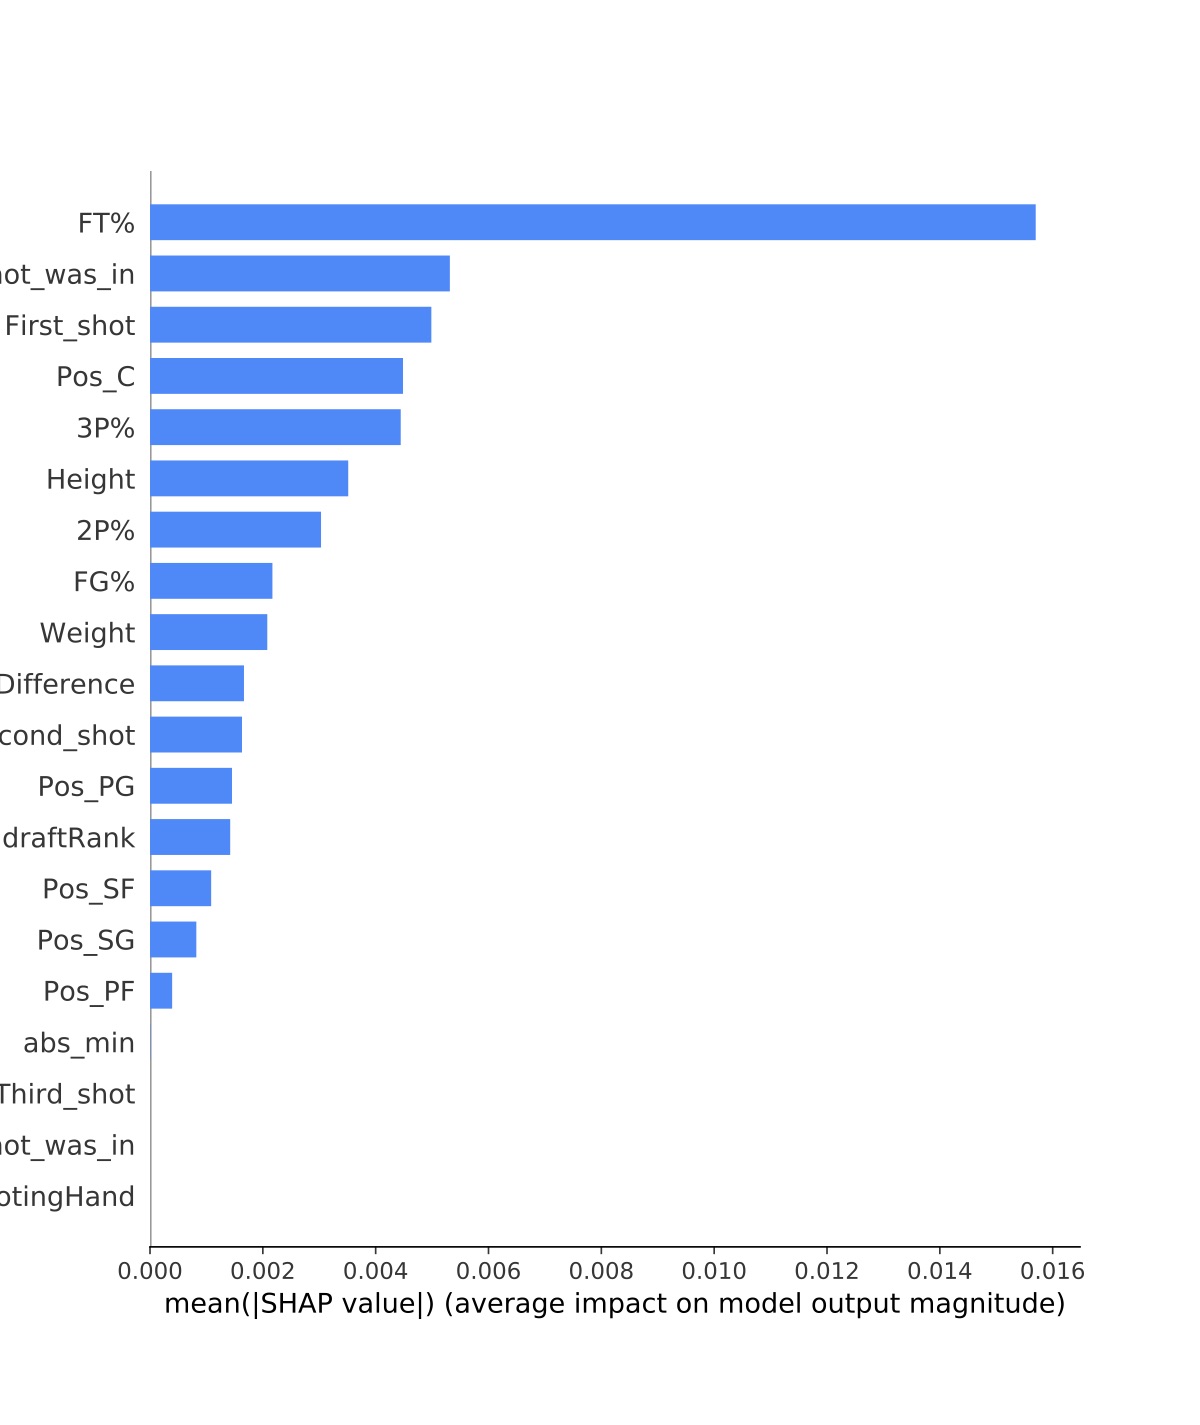 FT%
ot_was_in
First_shot
Pos_C
3P%
Height
2P%
FG%
Weight
Difference
cond_shot
Pos_PG
draftRank
Pos_SF
Pos_SG
Pos_PF
abs_min
Third_shot
ot_was_in
otingHand
0.000 0.002 0.004 0.006 0.008 0.010 0.012 0.014 0.016
mean(|SHAP value|) (average impact on model output magnitude)